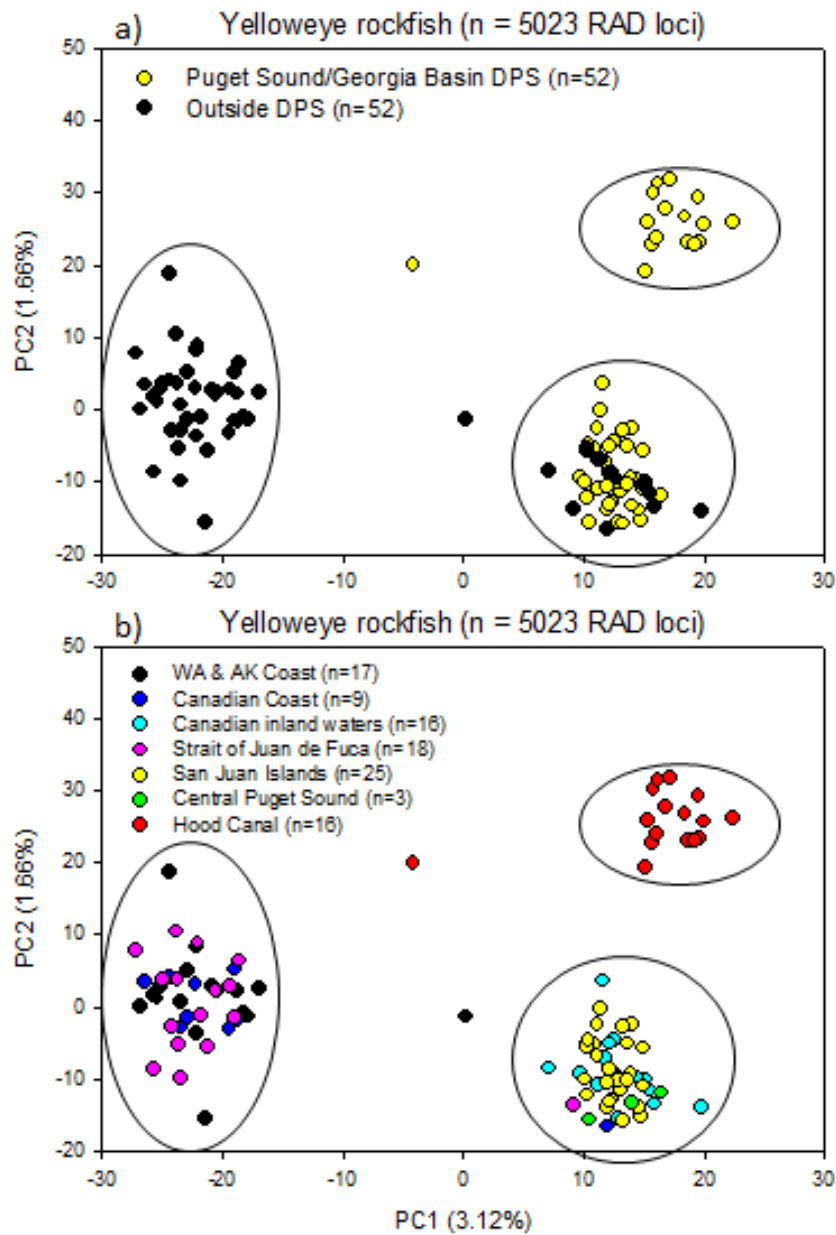 a) Yelloweye rockfish (n = 5023 RAD loci)
50
Puget Sound/Georgia Basin DPS (n=52)
Outside DPS (n=52)
40
30
20
10
0
-10
-20
PC2 (1.66%)
-30 -20 -10 0 10 20 30
b) Yelloweye rockfish (n = 5023 RAD loci)
50
WA & AK Coast (n=17)
Canadian Coast (n=9)
Canadian inland waters (n=16)
Strait of Juan de Fuca (n=18)
San Juan Islands (n=25)
Central Puget Sound (n=3)
Hood Canal (n=16)
40
30
20
10
0
-10
-20
PC2 (1.66%)
-30 -20 -10 0 10 20 30
PC1 (3.12%)